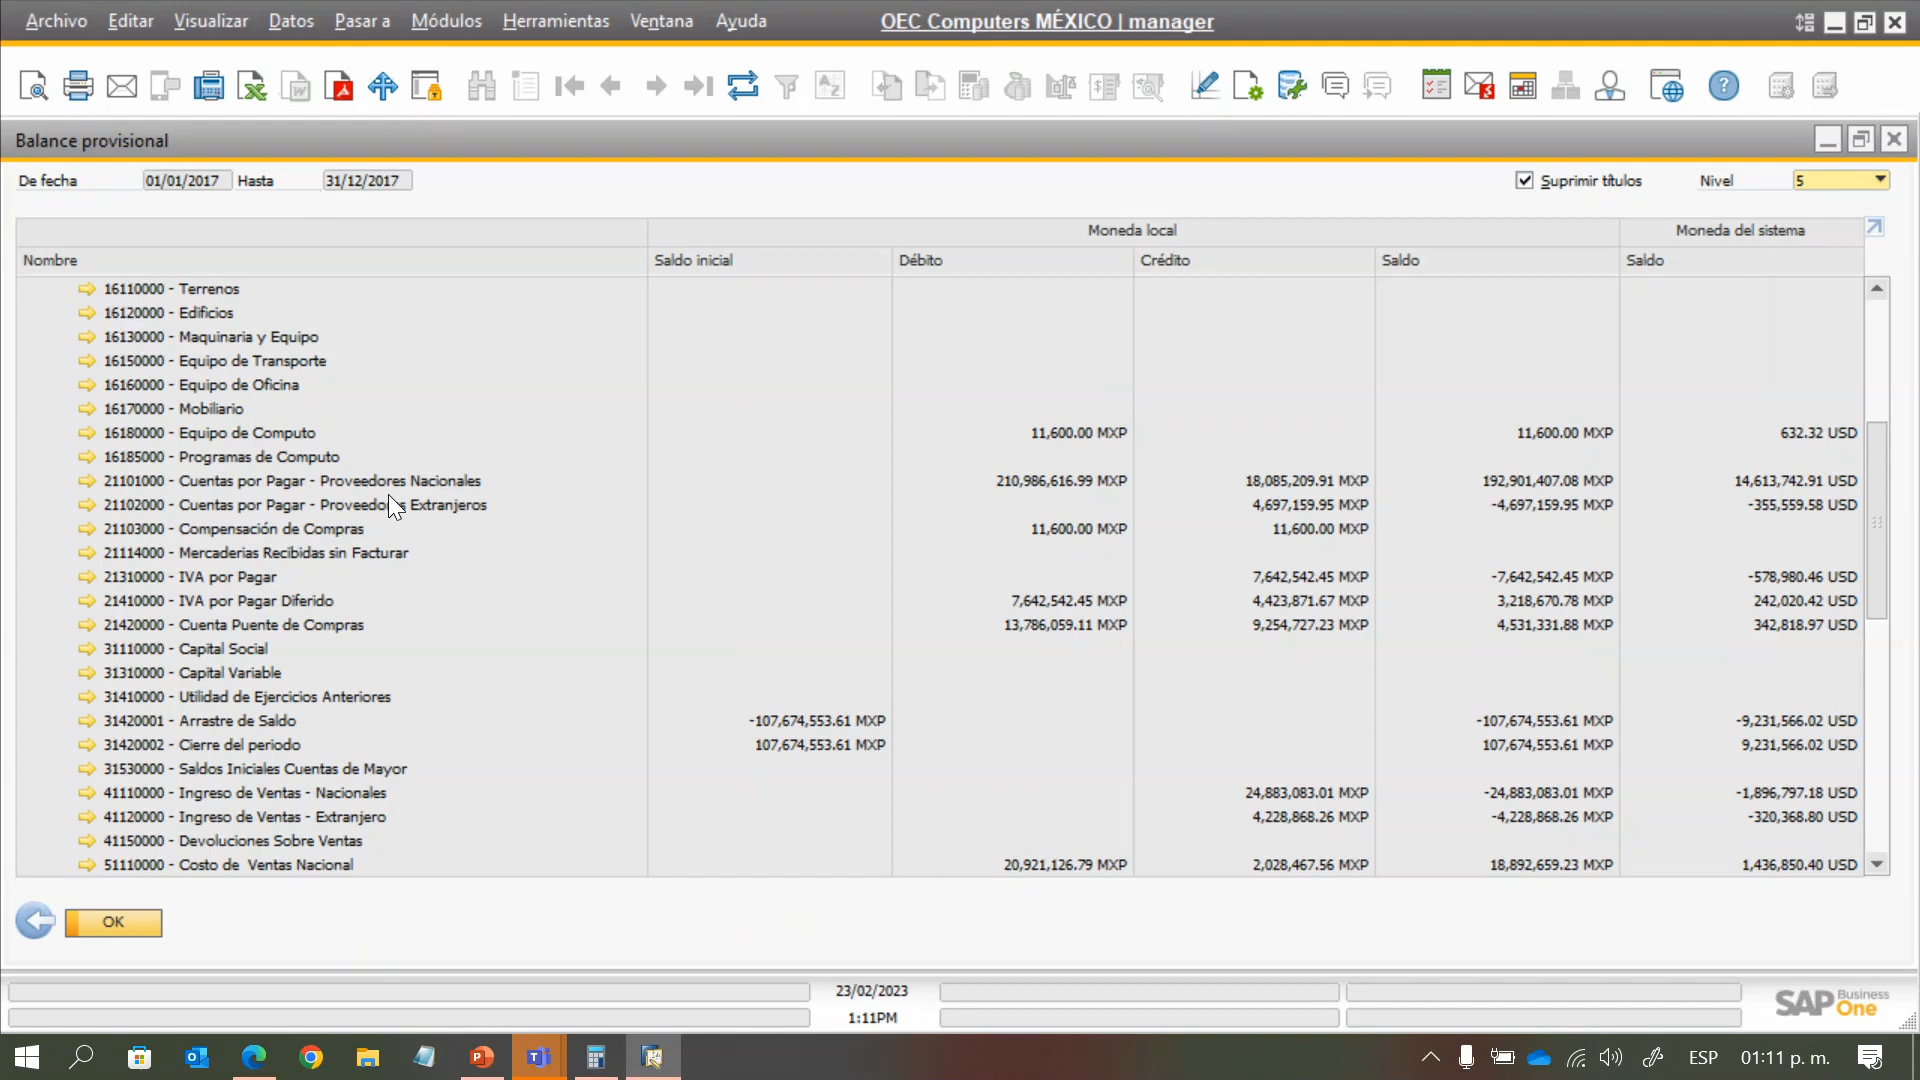 Archivo Editar Visualizar Datos Pasar a Módulos Herramientas Ventana Ayuda OEC Computers MÉXICO | manager
Balance provisional
De fecha 01/01/2017 Hasta 31/12/2017 Suprimir títulos Nivel 5
Moneda local Moneda del sistema
Nombre Saldo inicial Débito Crédito Saldo Saldo
16110000 - Terrenos
16120000 - Edificios
16130000 - Maquinaria y Equipo
16150000 - Equipo de Transporte
16160000 - Equipo de Oficina
16170000 - Mobiliario
16180000 - Equipo de Computo 11,600.00 MXP 11,600.00 MXP 632.32 USD
16185000 - Programas de Computo
21101000 - Cuentas por Pagar - Proveedores Nacionales 210,986,616.99 MXP 18,085,209.91 MXP 192,901,407.08 MXP 14,613,742.91 USD
21102000 - Cuentas por Pagar - Proveedores Extranjeros 4,697,159.95 MXP -4,697,159.95 MXP -355,559.58 USD
21103000 - Compensación de Compras 11,600.00 MXP 11,600.00 MXP
21114000 - Mercaderias Recibidas sin Facturar
21310000 - IVA por Pagar 7,642,542.45 MXP -7,642,542.45 MXP -578,980.46 USD
21410000 - IVA por Pagar Diferido 7,642,542.45 MXP 4,423,871.67 MXP 3,218,670.78 MXP 242,020.42 USD
21420000 - Cuenta Puente de Compras 13,786,059.11 MXP 9,254,727.23 MXP 4,531,331.88 MXP 342,818.97 USD
31110000 - Capital Social
31310000 - Capital Variable
31410000 - Utilidad de Ejercicios Anteriores
31420001 - Arrastre de Saldo -107,674,553.61 MXP -107,674,553.61 MXP -9,231,566.02 USD
31420002 - Cierre del periodo 107,674,553.61 MXP 107,674,553.61 MXP 9,231,566.02 USD
31530000 - Saldos Iniciales Cuentas de Mayor
41110000 - Ingreso de Ventas - Nacionales 24,883,083.01 MXP -24,883,083.01 MXP -1,896,797.18 USD
41120000 - Ingreso de Ventas - Extranjero 4,228,868.26 MXP -4,228,868.26 MXP -320,368.80 USD
41150000 - Devoluciones Sobre Ventas
51110000 - Costo de Ventas Nacional 20,921,126.79 MXP 2,028,467.56 MXP 18,892,659.23 MXP 1,436,850.40 USD
OK
23/02/2023
1:11PM
SAP Business One
ESP 01:11 p. m.